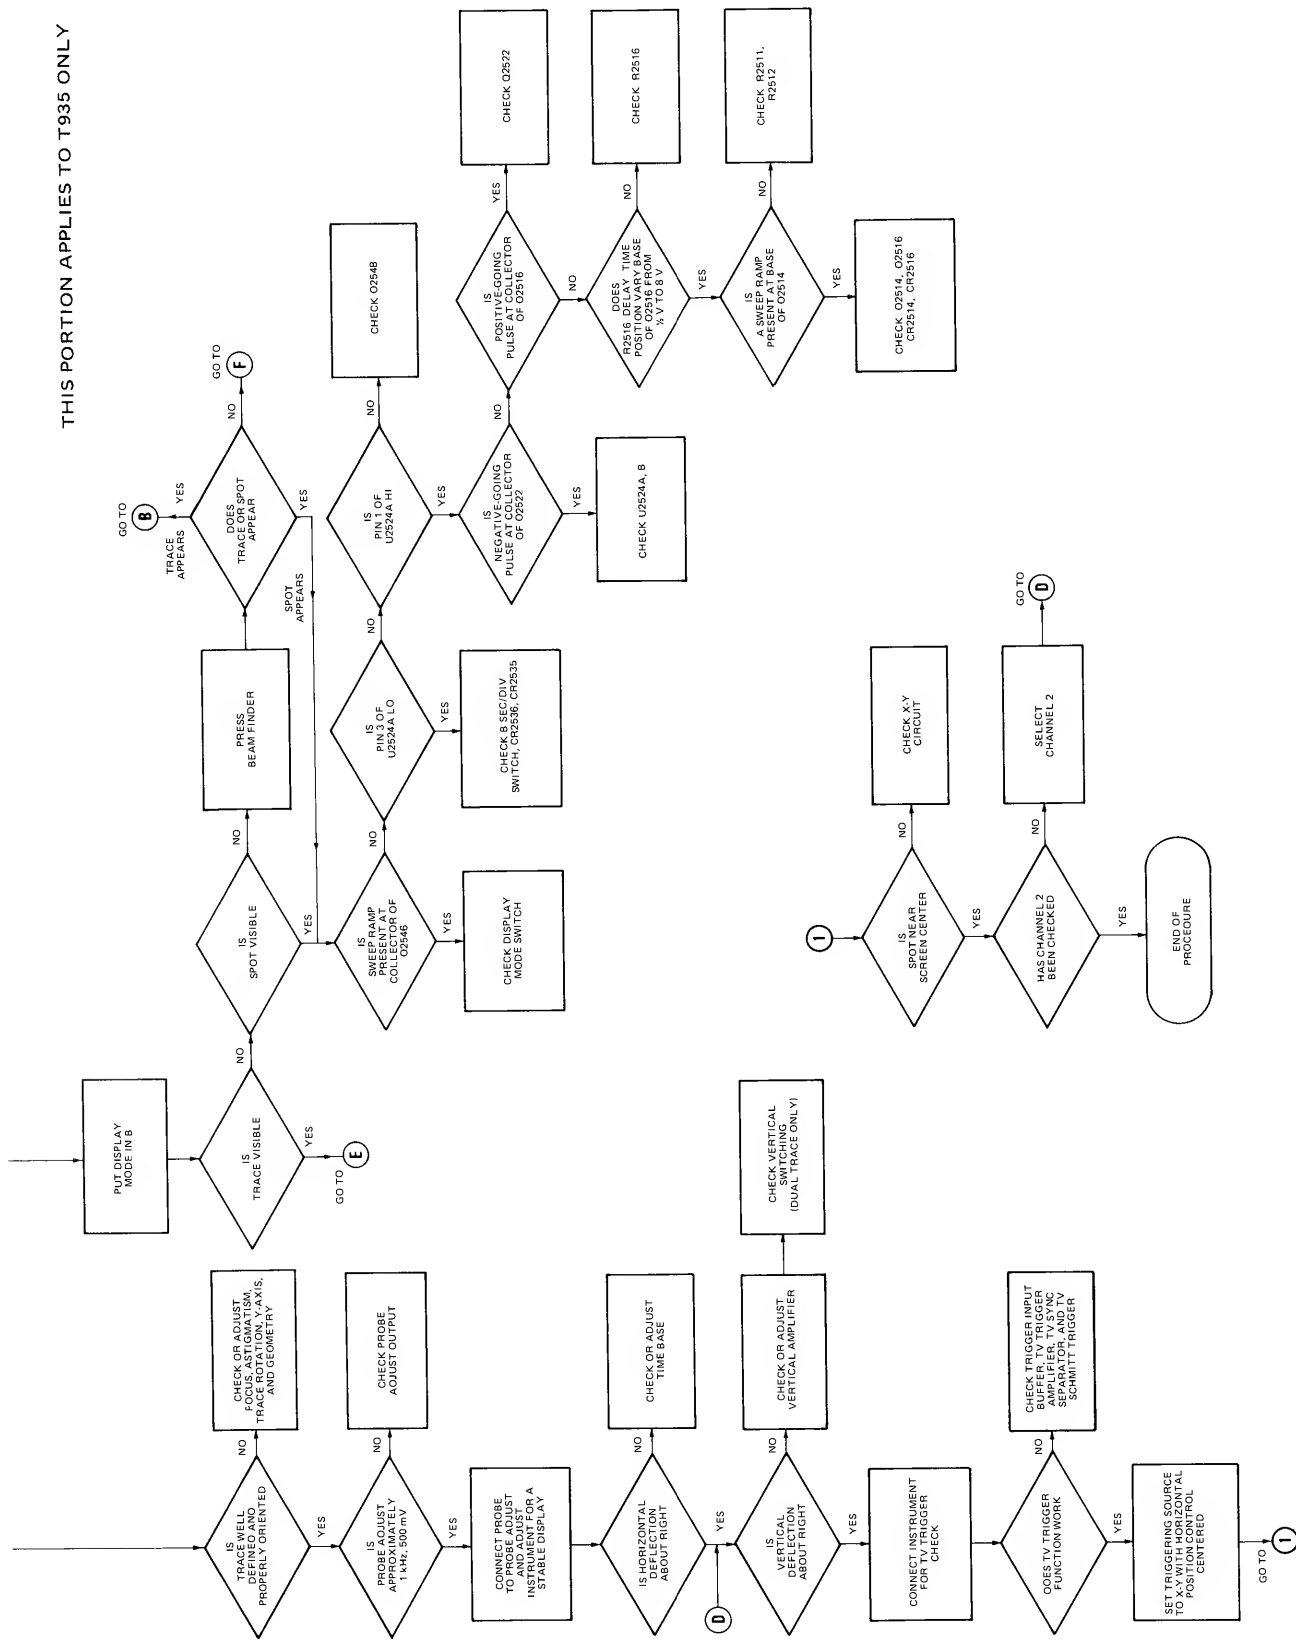 THIS PORTION APPLIES TO T935 ONLY
PUT DISPLAY
MODE IN B
IS
TRACE VISIBLE
YES
GO TO
E
NO
IS
SPOT VISIBLE
YES
NO
PRESS
BEAM FINDER
DOES
TRACE OR SPOT
APPEAR
YES
TRACE
APPEARS
GO TO
B
NO
GO TO
F
YES
SPOT
APPEARS
IS
SWEEP RAMP
PRESENT AT
COLLECTOR OF
O2546
YES
CHECK DISPLAY
MODE SWITCH
NO
IS
PIN 3 OF
U2524A LO
YES
CHECK B SEC/DIV
SWITCH, CR2536, CR2535
NO
IS
PIN 1 OF
U2524A HI
NO
CHECK O254B
YES
IS
NEGATIVE-GOING
PULSE AT COLLECTOR
OF O2522
YES
CHECK U2524A, B
NO
IS
POSITIVE-GOING
PULSE AT COLLECTOR
OF O2516
YES
CHECK Q2522
NO
DOES
R2516 DELAY TIME
POSITION VARY BASE
OF O2516 FROM
½ V TO 8 V
NO
CHECK R2516
YES
IS
A SWEEP RAMP
PRESENT AT BASE
OF O2514
NO
CHECK R2511,
R2512
YES
CHECK O2514, O2516
CR2514, CR2516
IS
TRACE WELL
DEFINED AND
PROPERLY ORIENTED
NO
CHECK OR ADJUST
FOCUS, ASTIGMATISM,
TRACE ROTATION, Y-AXIS,
AND GEOMETRY
YES
IS
PROBE ADJUST
APPROXIMATELY
1 kHz, 500 mV
NO
CHECK PROBE
ADJUST OUTPUT
YES
CONNECT PROBE
TO PROBE ADJUST
AND ADJUST
INSTRUMENT FOR A
STABLE DISPLAY
IS HORIZONTAL
DEFLECTION
ABOUT RIGHT
NO
CHECK OR ADJUST
TIME BASE
YES
D
IS
VERTICAL
DEFLECTION
ABOUT RIGHT
NO
CHECK OR ADJUST
VERTICAL AMPLIFIER
CHECK VERTICAL
SWITCHING
(DUAL TRACE ONLY)
YES
CONNECT INSTRUMENT
FOR TV TRIGGER
CHECK
OOES TV TRIGGER
FUNCTION WORK
NO
CHECK TRIGGER INPUT
BUFFER, TV TRIGGER
AMPLIFIER, TV SYNC
SEPARATOR, AND TV
SCHMITT TRIGGER
YES
SET TRIGGERING SOURCE
TO X-Y WITH HORIZONTAL
POSITION CONTROL
CENTERED
GO TO
1
1
IS
SPOT NEAR
SCREEN CENTER
NO
CHECK X-Y
CIRCUIT
YES
HAS CHANNEL 2
BEEN CHECKED
NO
SELECT
CHANNEL 2
GO TO
D
YES
END OF
PROCEOURE